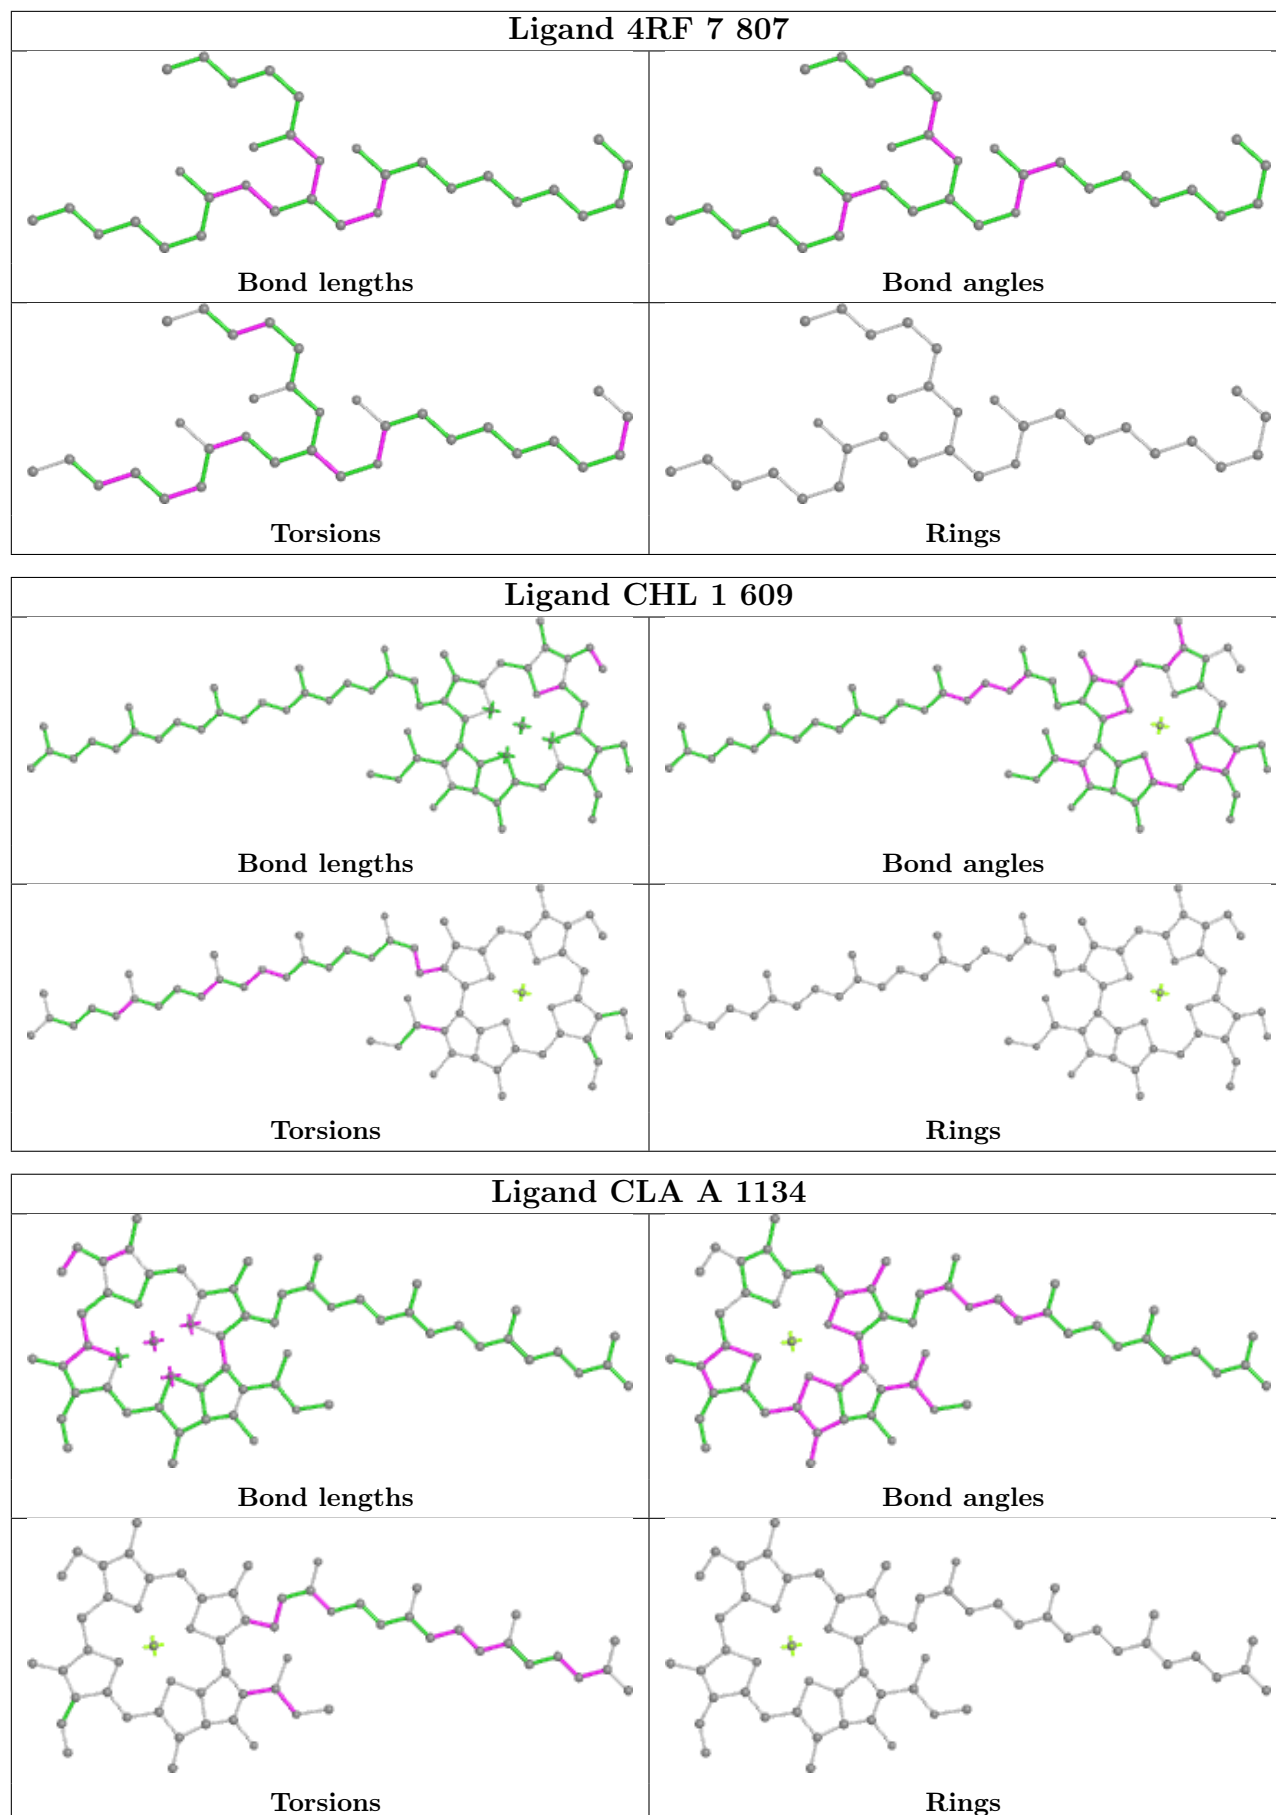 Ligand 4RF 7 807
Bond lengths
Bond angles
Torsions
Rings
Ligand CHL 1 609
Bond lengths
Bond angles
Torsions
Rings
Ligand CLA A 1134
Bond lengths
Bond angles
Torsions
Rings